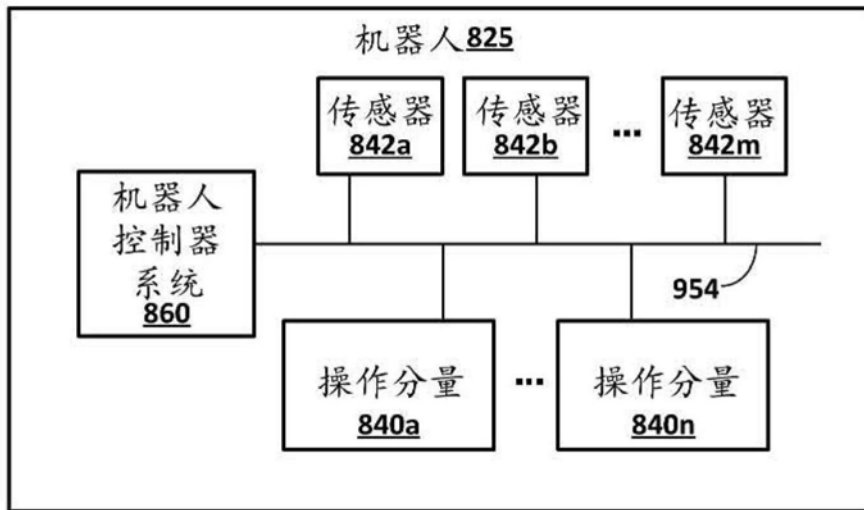 机器人825
传感器
842a
传感器
842b
...
传感器
842m
机器人
控制器
系统
860
954
操作分量
840a
...
操作分量
840n